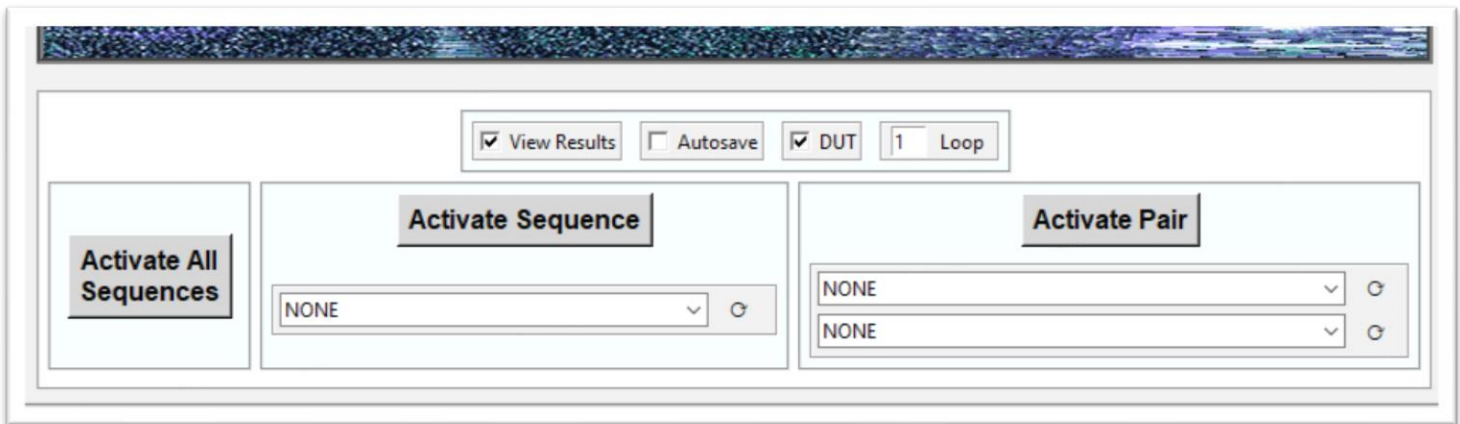 View Results Autosave DUT 1 Loop
Activate All
Sequences
Activate Sequence
NONE
Activate Pair
NONE
NONE